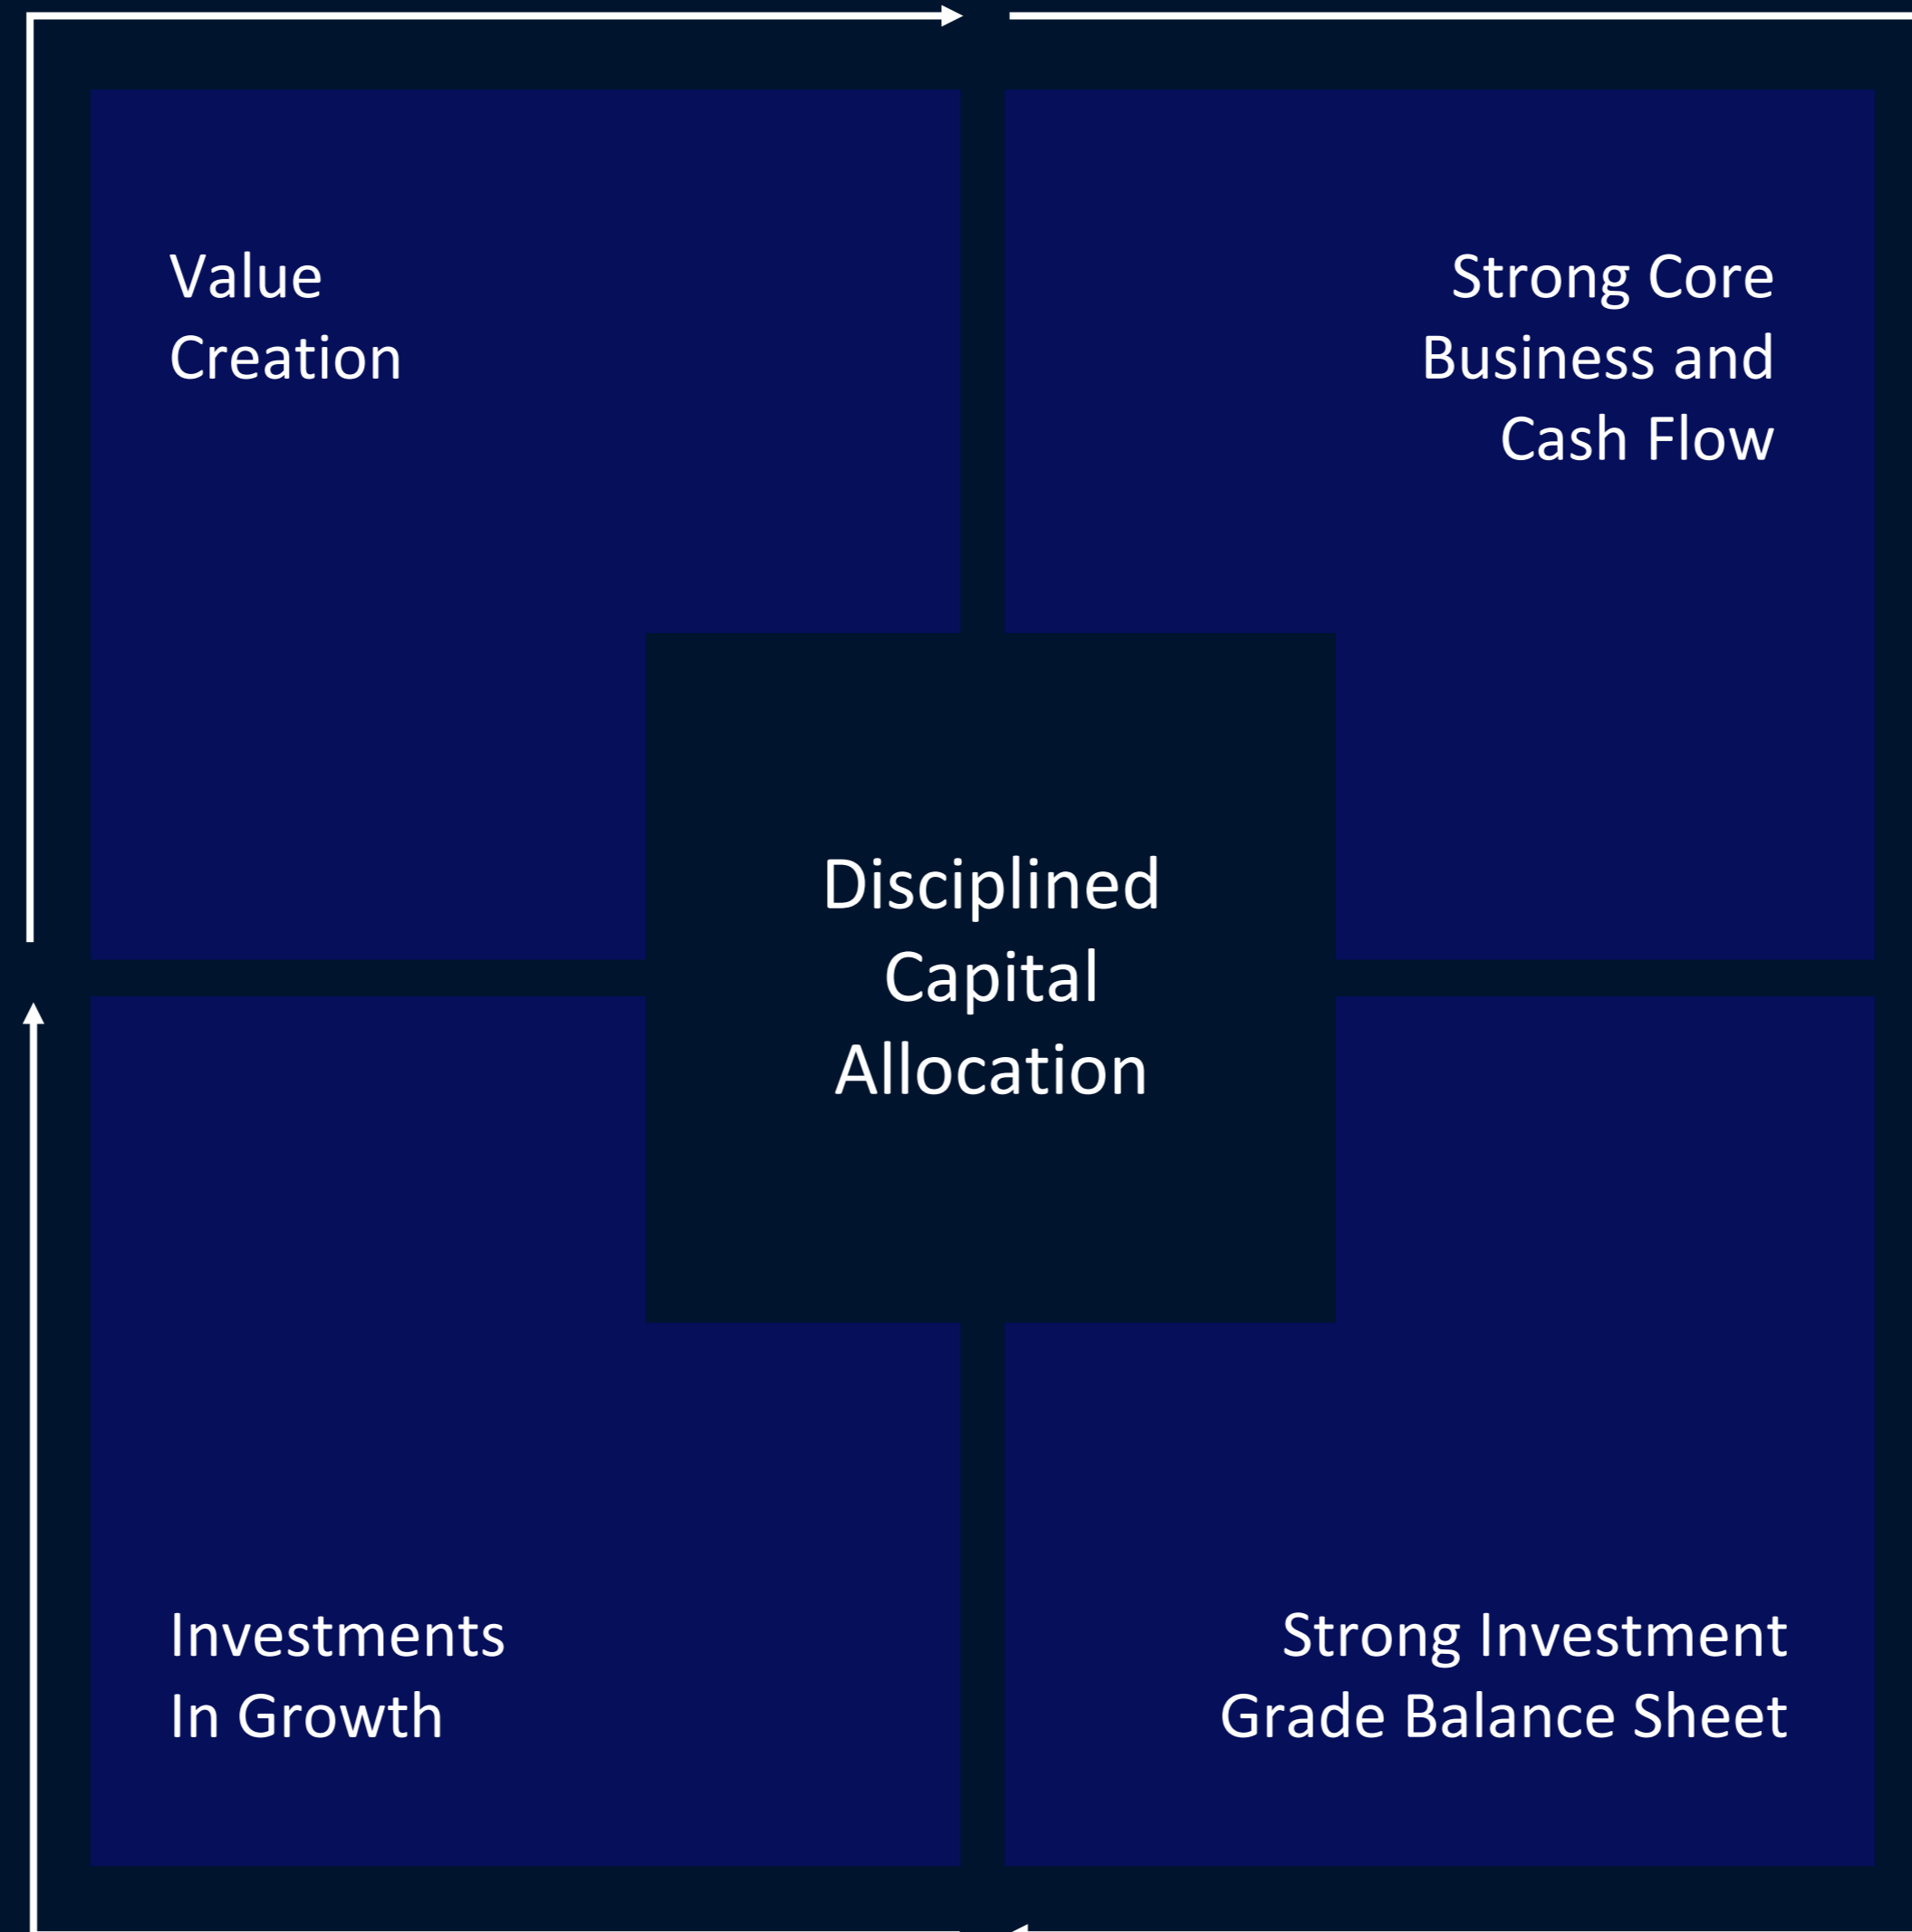 Value
Creation
Strong Core
Business and
Cash Flow
Disciplined
Capital
Allocation
Investments
In Growth
Strong Investment
Grade Balance Sheet